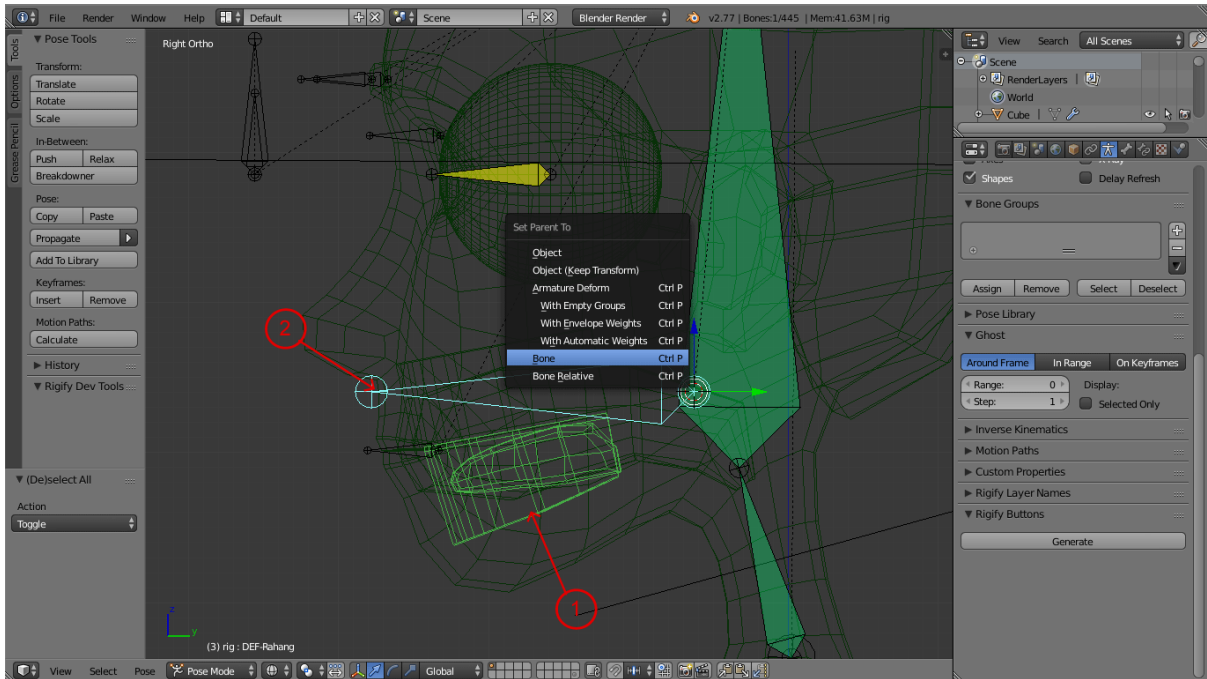 File Render Window Help Default Scene Blender Render v2.77 | Bones:1/445 | Mem:41.63M | rig
Tools
Options
Grease Pencil
Pose Tools
Transform:
Translate
Rotate
Scale
In-Between:
Push Relax
Breakdowner
Pose:
Copy Paste
Propagate
Add To Library
Keyframes:
Insert Remove
Motion Paths:
Calculate
History
Rigify Dev Tools
(De)select All
Action
Toggle
Right Ortho
Set Parent To
Object
Object (Keep Transform)
Armature Deform Ctrl P
With Empty Groups Ctrl P
With Envelope Weights Ctrl P
With Automatic Weights Ctrl P
Bone Ctrl P
Bone Relative Ctrl P
2
1
z
y
(3) rig : DEF-Rahang
View Select Pose Pose Mode Global
View Search All Scenes
Scene
RenderLayers |
World
Cube |
Shapes Delay Refresh
Bone Groups
Assign Remove Select Deselect
Pose Library
Ghost
Around Frame In Range On Keyframes
Range: 0 Display:
Step: 1 Selected Only
Inverse Kinematics
Motion Paths
Custom Properties
Rigify Layer Names
Rigify Buttons
Generate